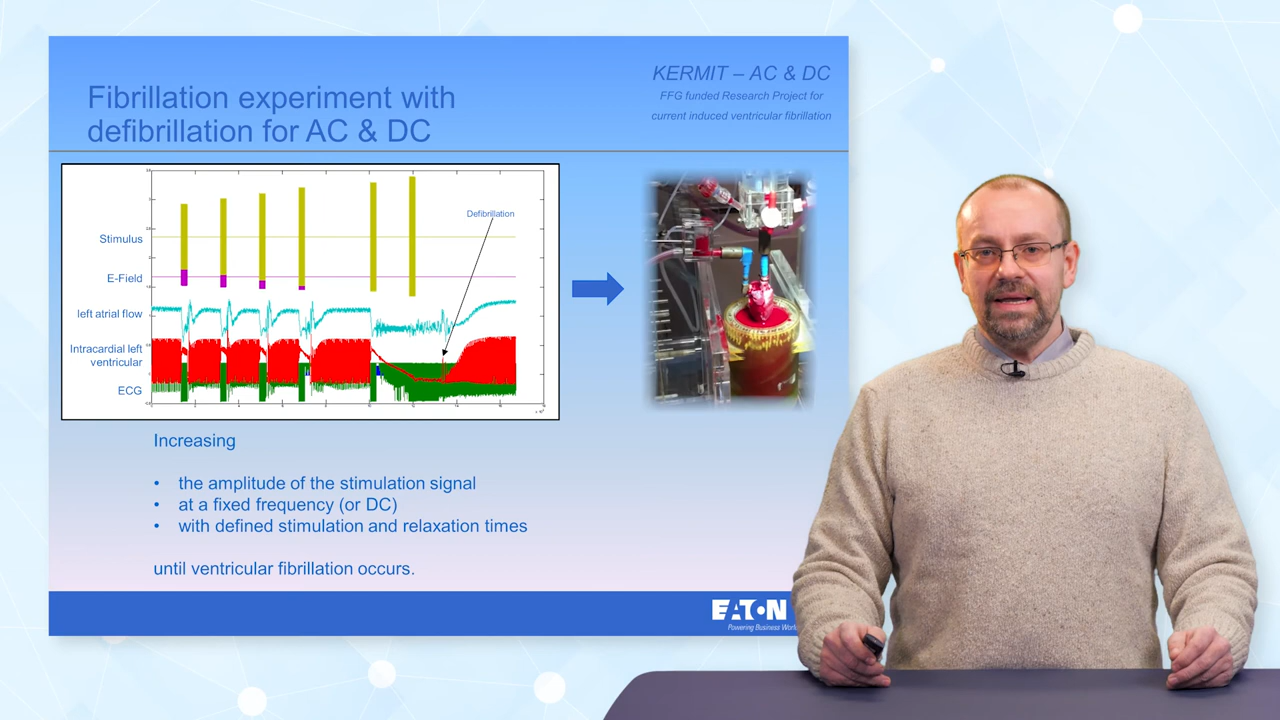 Fibrillation experiment with
defibrillation for AC & DC
KERMIT – AC & DC
FFG funded Research Project for
current induced ventricular fibrillation
Defibrillation
Stimulus
E-Field
left atrial flow
Intracardial left
ventricular
ECG
Increasing
• the amplitude of the stimulation signal
• at a fixed frequency (or DC)
• with defined stimulation and relaxation times
until ventricular fibrillation occurs.
EATON
Powering Business Worl